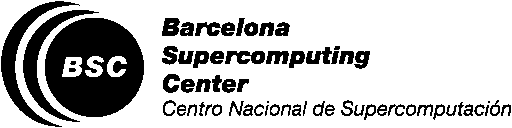 BSC
Barcelona
Supercomputing
Center
Centro Nacional de Supercomputación